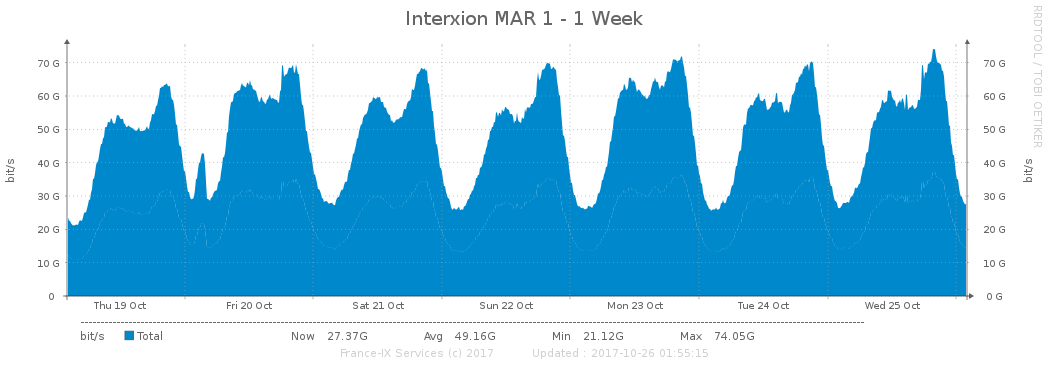 Interxion MAR 1 - 1 Week
RRDTOOL / TOBI OETIKER
bit/s
bit/s
70 G 70 G
60 G 60 G
50 G 50 G
40 G 40 G
30 G 30 G
20 G 20 G
10 G 10 G
0 0 G
Thu 19 Oct Fri 20 Oct Sat 21 Oct Sun 22 Oct Mon 23 Oct Tue 24 Oct Wed 25 Oct
bit/s Total Now 27.37G Avg 49.16G Min 21.12G Max 74.05G
France-IX Services (c) 2017 Updated : 2017-10-26 01:55:15